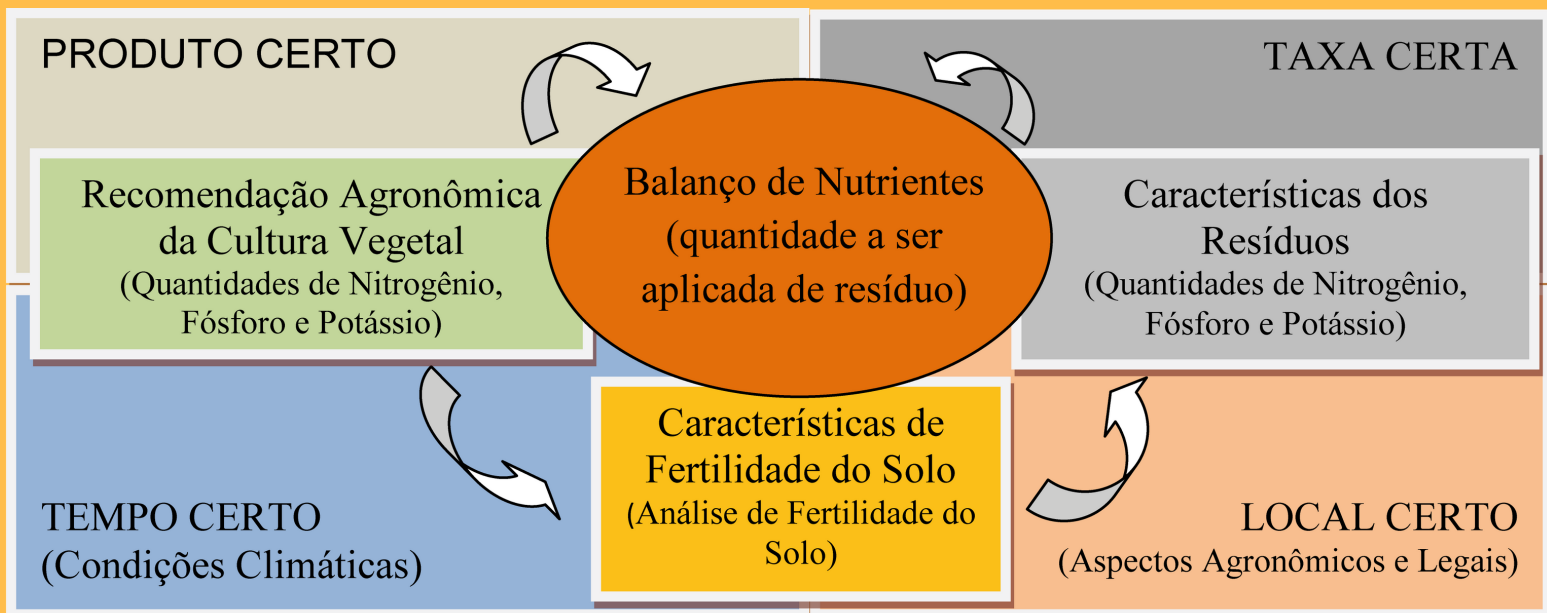 PRODUTO CERTO
TAXA CERTA
Recomendação Agronômica
da Cultura Vegetal
(Quantidades de Nitrogênio,
Fósforo e Potássio)
Balanço de Nutrientes
(quantidade a ser
aplicada de resíduo)
Características dos
Resíduos
(Quantidades de Nitrogênio,
Fósforo e Potássio)
Características de
Fertilidade do Solo
(Análise de Fertilidade do
Solo)
TEMPO CERTO
(Condições Climáticas)
LOCAL CERTO
(Aspectos Agronômicos e Legais)